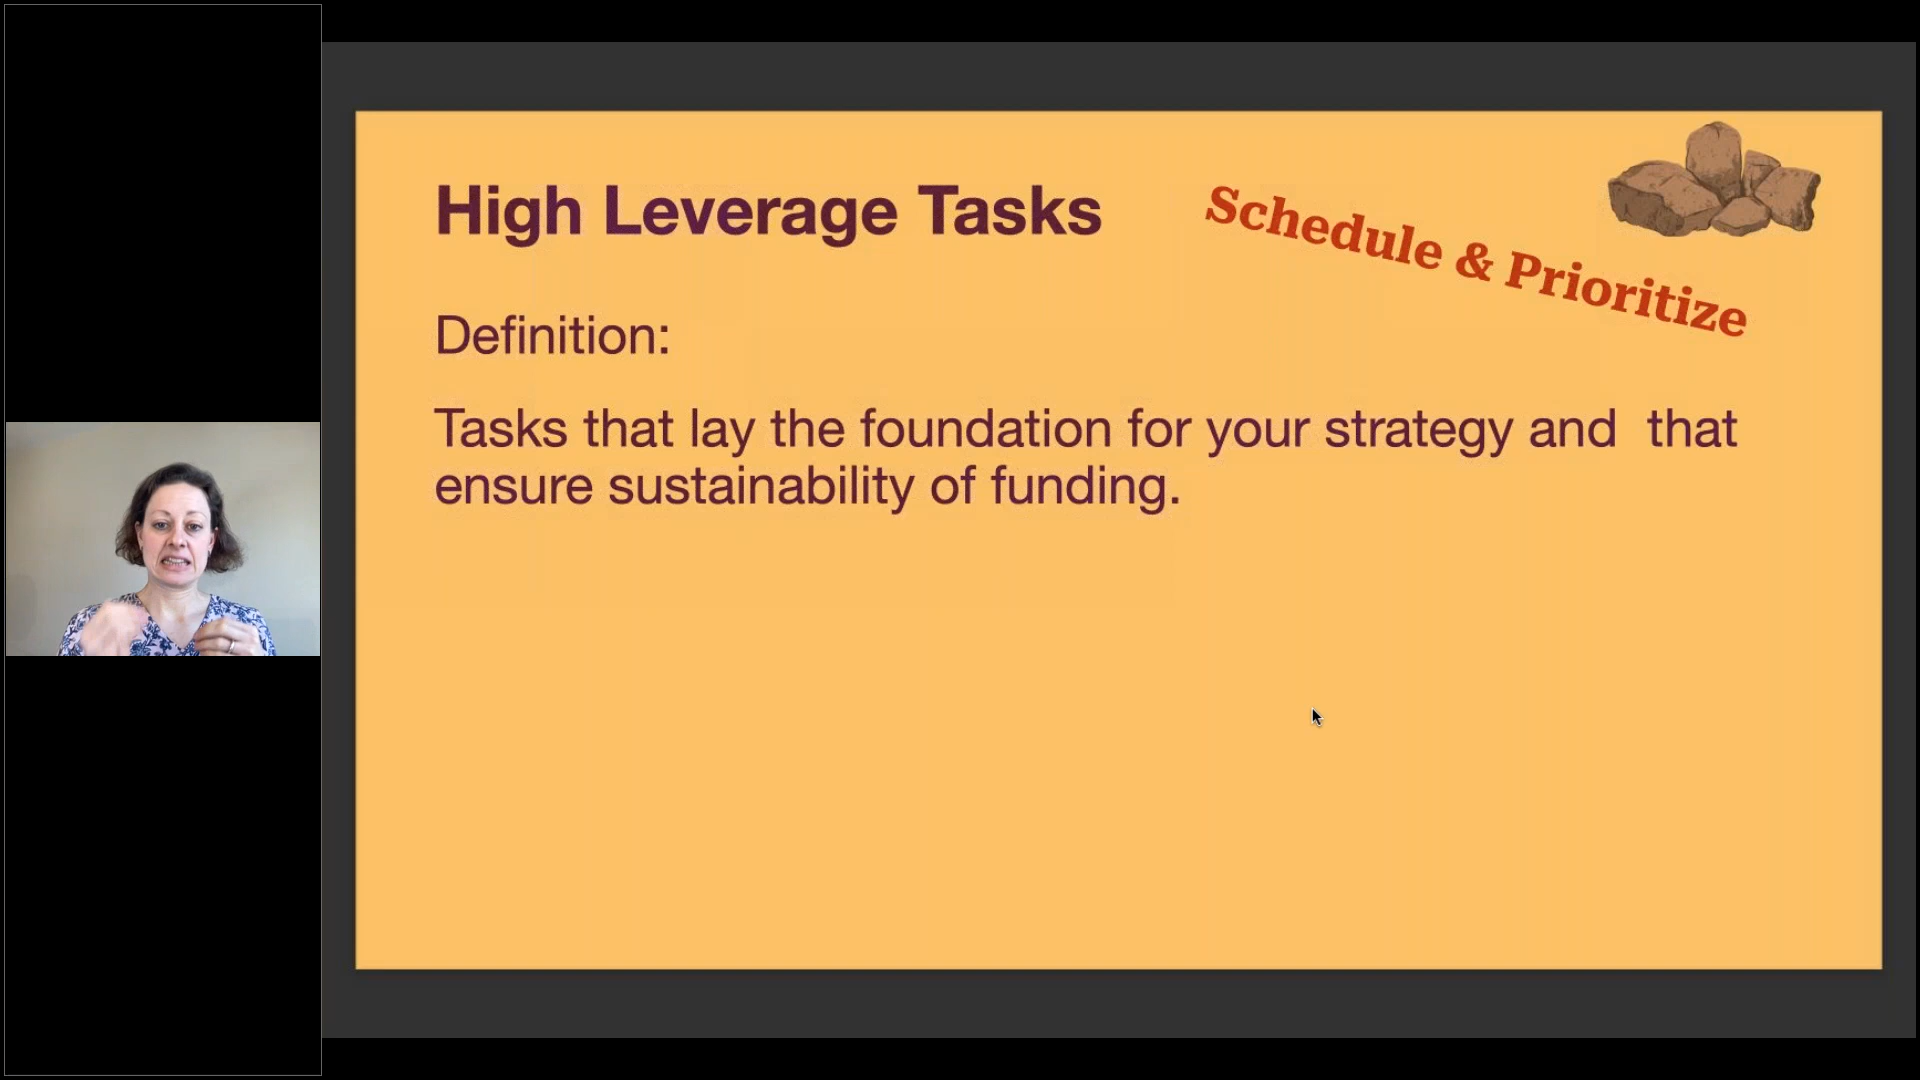 High Leverage Tasks
Schedule & Prioritize
Definition:
Tasks that lay the foundation for your strategy and  that
ensure sustainability of funding.